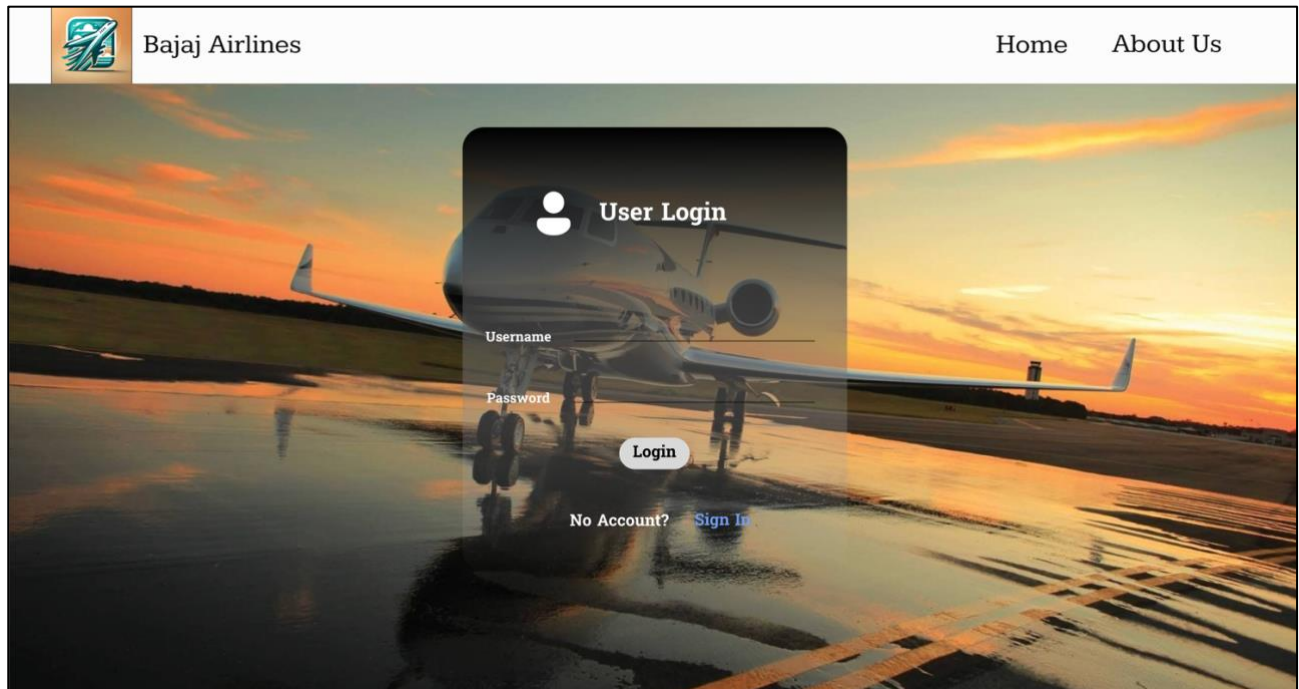 Bajaj Airlines
Home About Us
User Login
Username
Password
Login
No Account? Sign In